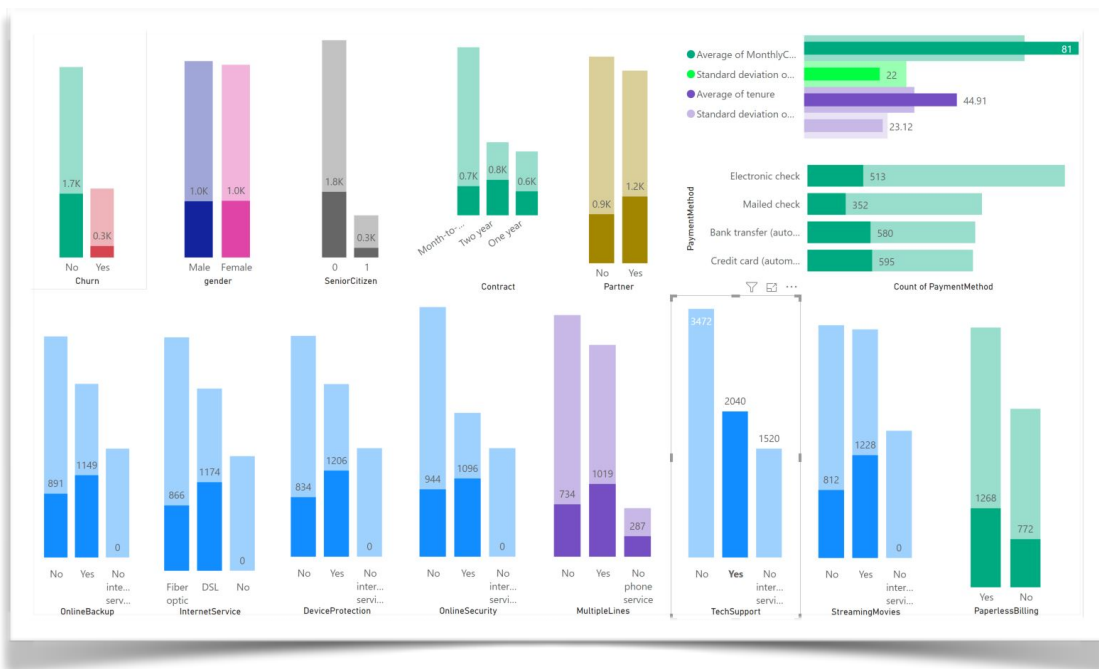 1.7K
0.3K
No Yes
Churn
1.0K 1.0K
Male Female
gender
1.8K
0.3K
0 1
SeniorCitizen
0.7K 0.8K 0.6K
Month-to-...
Two year
One year
Contract
0.9K 1.2K
No Yes
Partner
Average of MonthlyC...
Standard deviation o...
Average of tenure
Standard deviation o...
81
22
44.91
23.12
PaymentMethod
Electronic check 513
Mailed check 352
Bank transfer (auto... 580
Credit card (autom... 595
Count of PaymentMethod
891 1149 0
No Yes No
inte...
servi...
OnlineBackup
866 1174 0
Fiber DSL No
optic
InternetService
834 1206 0
No Yes No
inter...
servi...
DeviceProtection
944 1096 0
No Yes No
inter...
servi...
OnlineSecurity
734 1019 287
No Yes No
phone
service
MultipleLines
3472
2040
1520
No Yes No
inter...
servi...
TechSupport
812 1228 0
No Yes No
inter...
servi...
StreamingMovies
1268 772
Yes No
PaperlessBilling